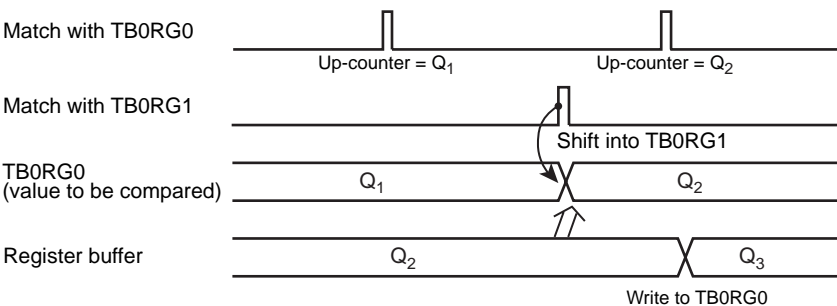 Match with TB0RG0
Up-counter = Q1
Up-counter = Q2
Match with TB0RG1
Shift into TB0RG1
TB0RG0
(value to be compared)
Q1
Q2
Register buffer
Q2
Q3
Write to TB0RG0